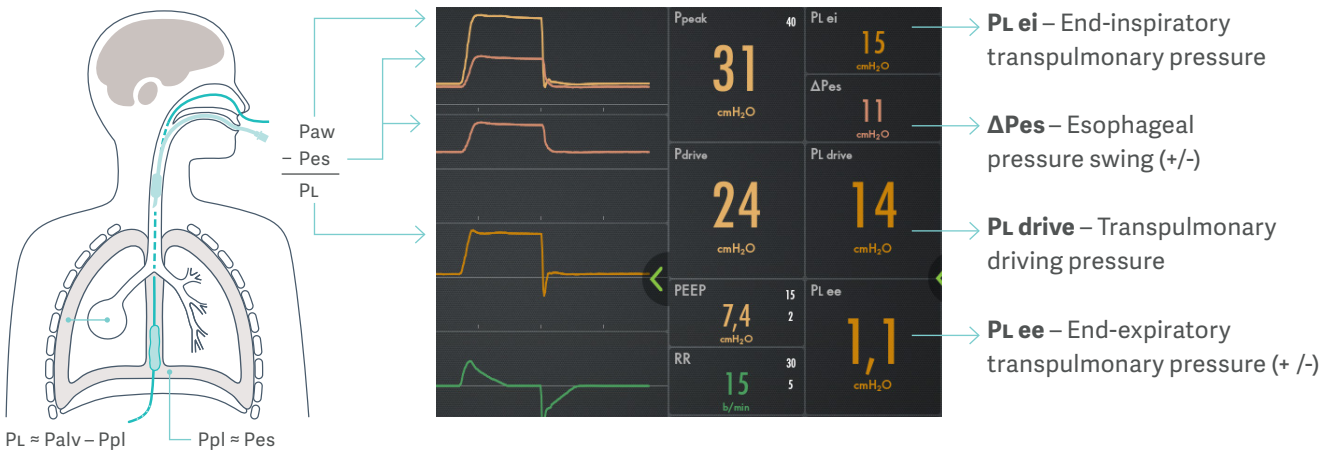 Paw
– Pes
PL
PL ≈ Palv – Ppl
Ppl ≈ Pes
Ppeak
40
31
cmH2O
PL ei
15
cmH2O
ΔPes
11
cmH2O
Pdrive
24
cmH2O
PL drive
14
cmH2O
PEEP
15
7,4
2
cmH2O
PL ee
1,1
cmH2O
RR
30
15
5
b/min
PL ei – End-inspiratory
transpulmonary pressure
ΔPes – Esophageal
pressure swing (+/-)
PL drive – Transpulmonary
driving pressure
PL ee – End-expiratory
transpulmonary pressure (+ /-)